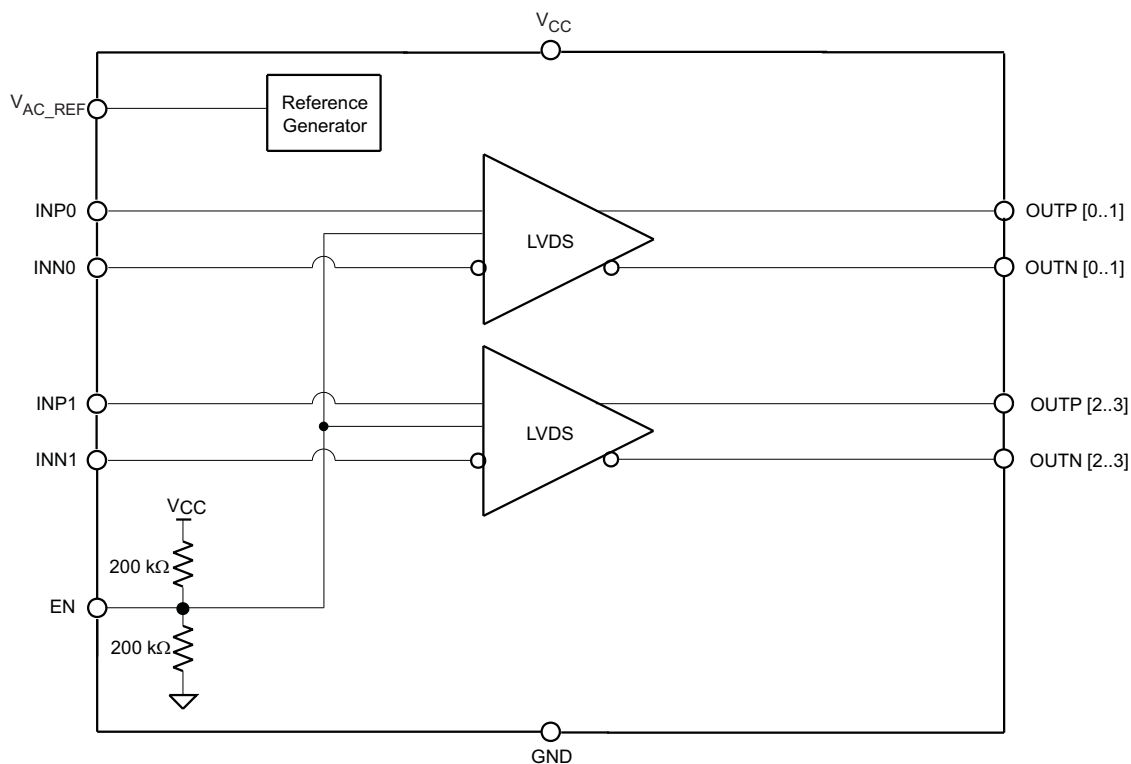 VCC
VAC_REF
Reference
Generator
INP0
LVDS
OUTP [0..1]
INN0
OUTN [0..1]
INP1
LVDS
OUTP [2..3]
INN1
OUTN [2..3]
VCC
200 kΩ
EN
200 kΩ
GND